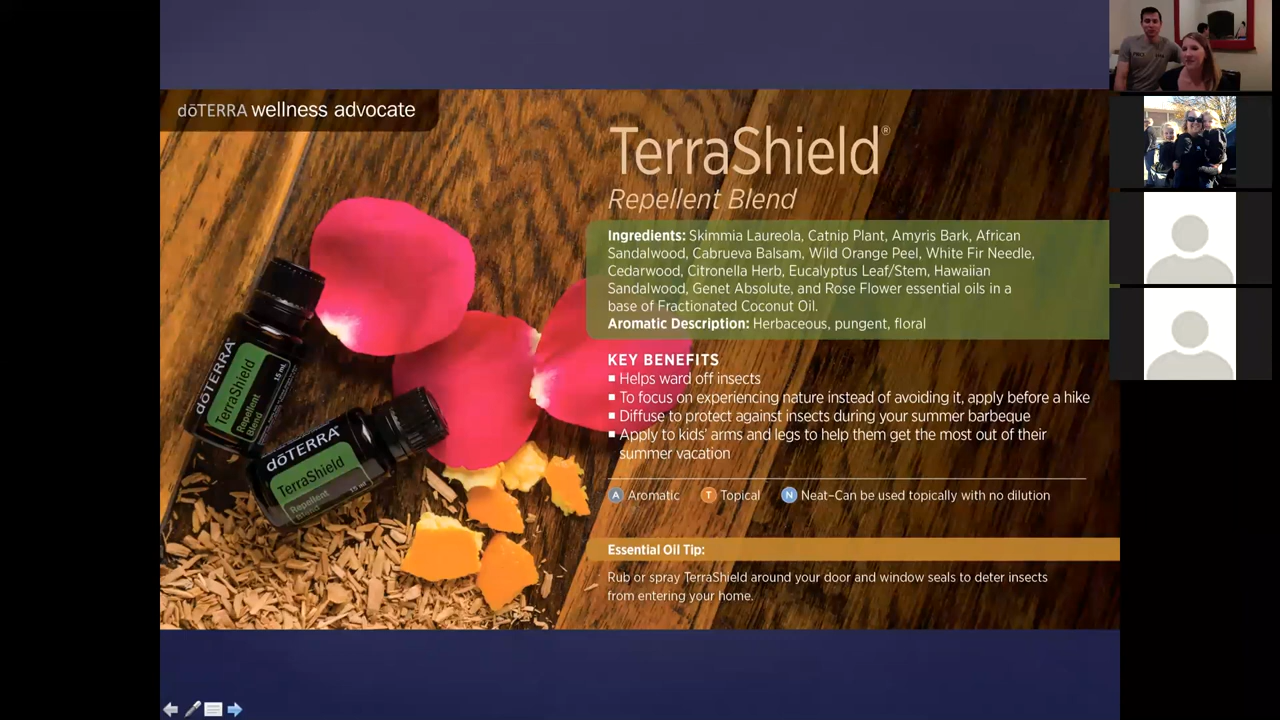 dōTERRA wellness advocate
TerraShield®
Repellent Blend
Ingredients: Skimmia Laureola, Catnip Plant, Amyris Bark, African
Sandalwood, Cabrueva Balsam, Wild Orange Peel, White Fir Needle,
Cedarwood, Citronella Herb, Eucalyptus Leaf/Stem, Hawaiian
Sandalwood, Genet Absolute, and Rose Flower essential oils in a
base of Fractionated Coconut Oil.
Aromatic Description: Herbaceous, pungent, floral
KEY BENEFITS
▪ Helps ward off insects
▪ To focus on experiencing nature instead of avoiding it, apply before a hike
▪ Diffuse to protect against insects during your summer barbeque
▪ Apply to kids' arms and legs to help them get the most out of their
summer vacation
A Aromatic T Topical N Neat–Can be used topically with no dilution
Essential Oil Tip:
Rub or spray TerraShield around your door and window seals to deter insects
from entering your home.
dōTERRA
TerraShield
Repellent
Blend
15 mL
dōTERRA
TerraShield
Repellent
Blend
15 mL